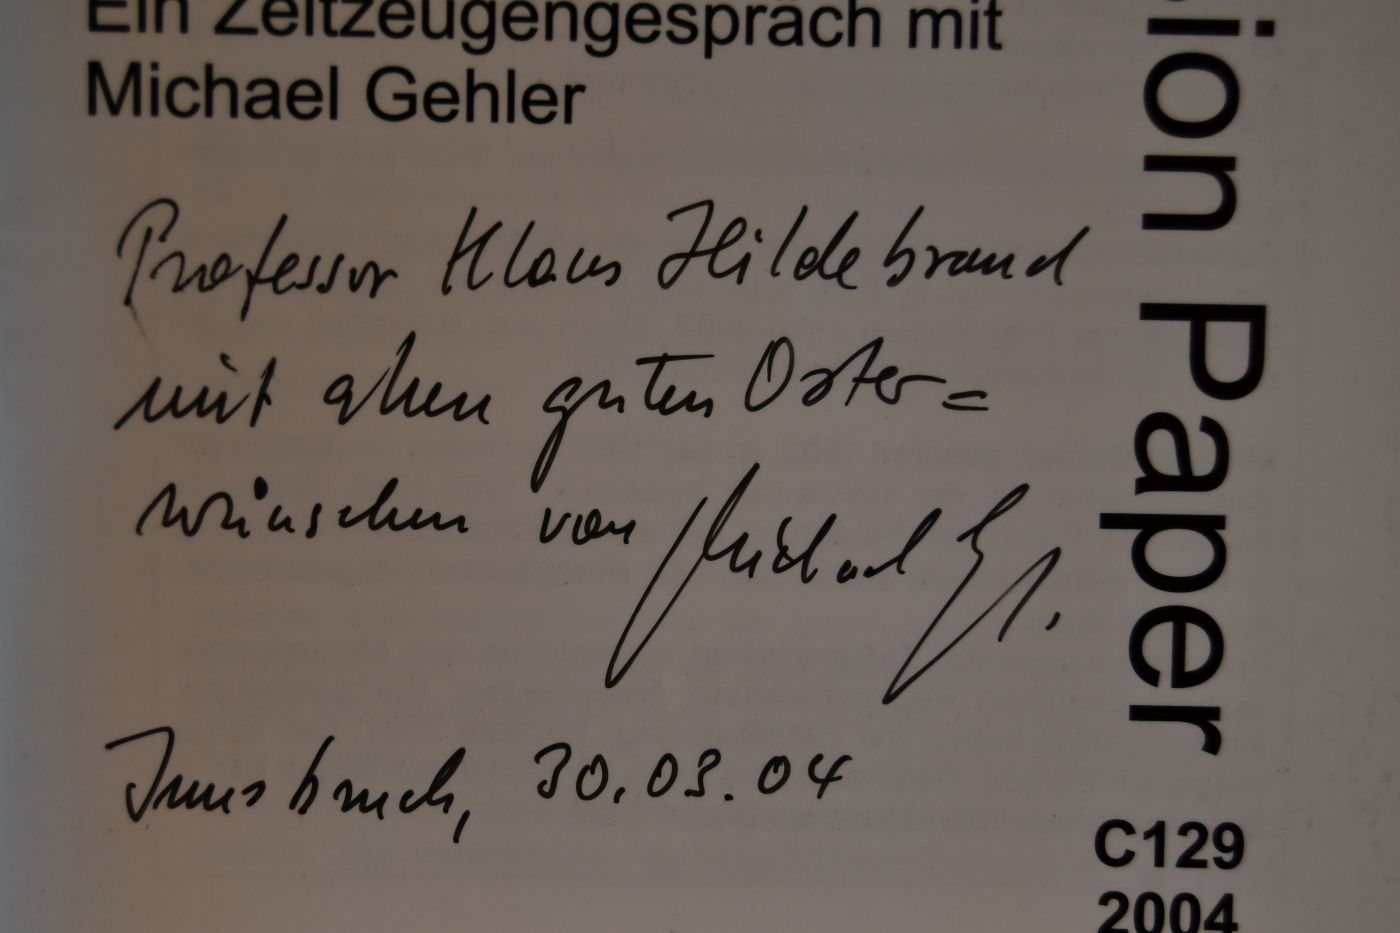 Ein Zeitzeugengespräch mit
Michael Gehler
Professor Klaus Hildebrand
mit allen guten Oster=
wünschen von Michael
Innsbruck, 30.03.04
ion Paper
C129
2004